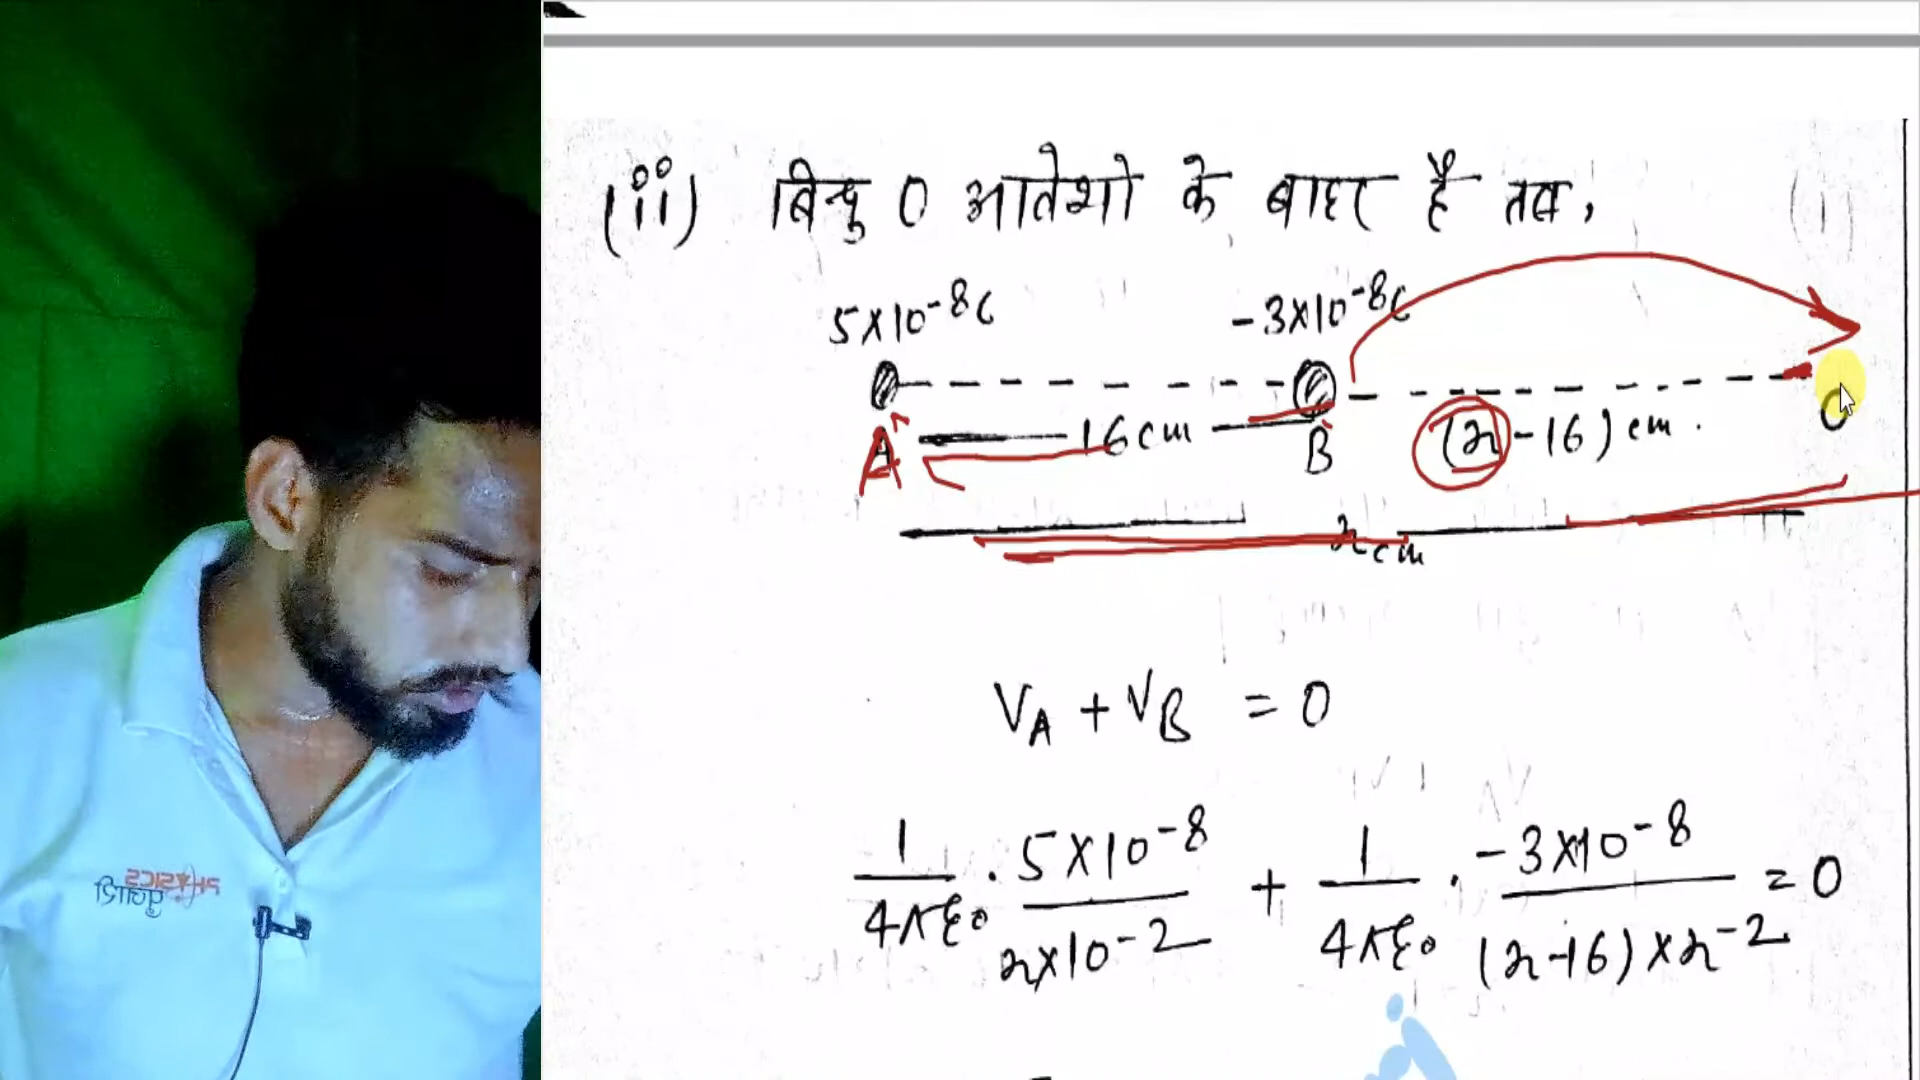 (ii) बिन्दु O आवेशो के बाहर है तब,
5×10⁻⁸C -3×10⁻⁸C
A 16cm B (x-16) cm. O
x cm
V_A + V_B = 0
1/4πε₀ · 5×10⁻⁸/x×10⁻² + 1/4πε₀ · -3×10⁻⁸/(x-16)×x⁻² = 0
PHYSICS